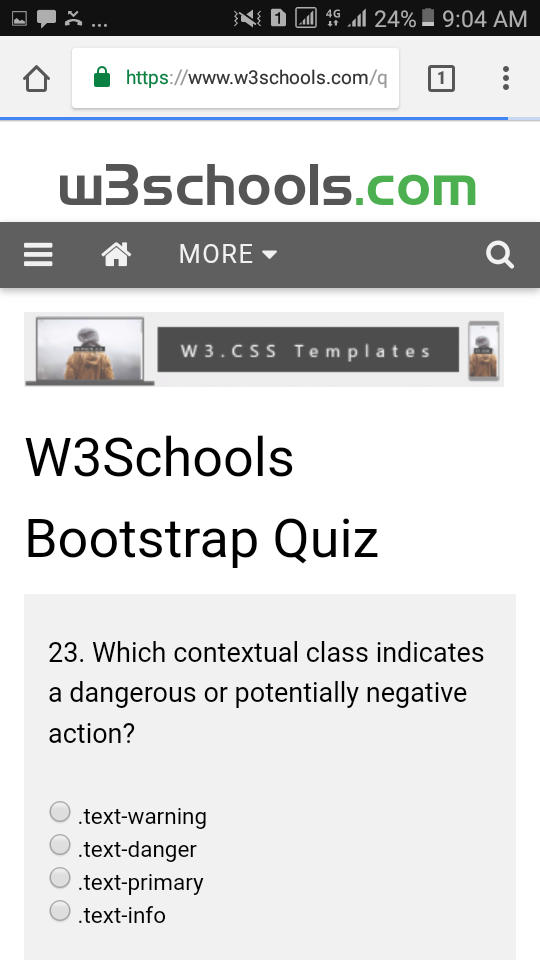 ... 1 4G 24% 9:04 AM
https://www.w3schools.com/q 1
w3schools.com
MORE
W3.CSS Templates
W3Schools
Bootstrap Quiz
23. Which contextual class indicates
a dangerous or potentially negative
action?
.text-warning
.text-danger
.text-primary
.text-info